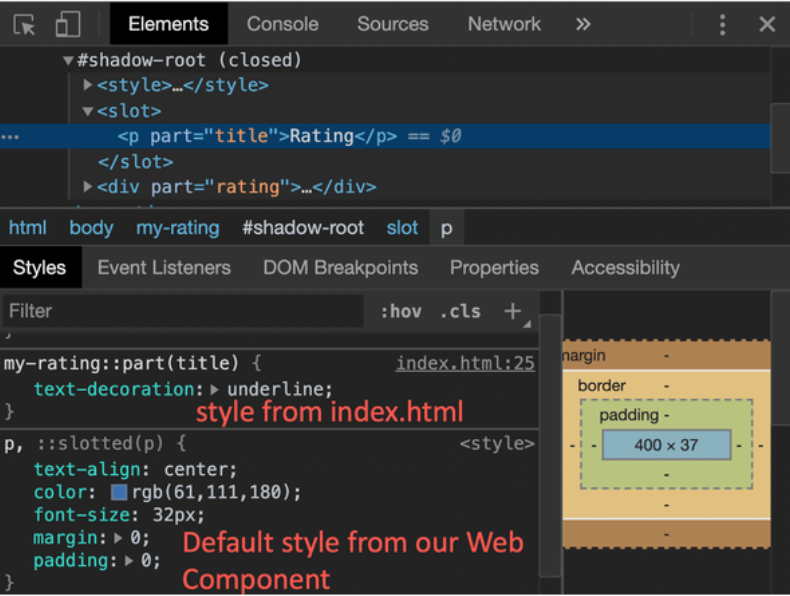 Elements Console Sources Network »
▼#shadow-root (closed)
▶<style>…</style>
▼<slot>
… <p part="title">Rating</p> == $0
</slot>
▶<div part="rating">…</div>
html body my-rating #shadow-root slot p
Styles Event Listeners DOM Breakpoints Properties Accessibility
Filter :hov .cls +
}
my-rating::part(title) { index.html:25
text-decoration:▶ underline;
}
style from index.html
p, ::slotted(p) { <style>
text-align: center;
color: rgb(61,111,180);
font-size: 32px;
margin:▶ 0;
padding:▶ 0;
}
Default style from our Web
Component
margin -
border -
padding -
- - 400 × 37 - -
-
-
-